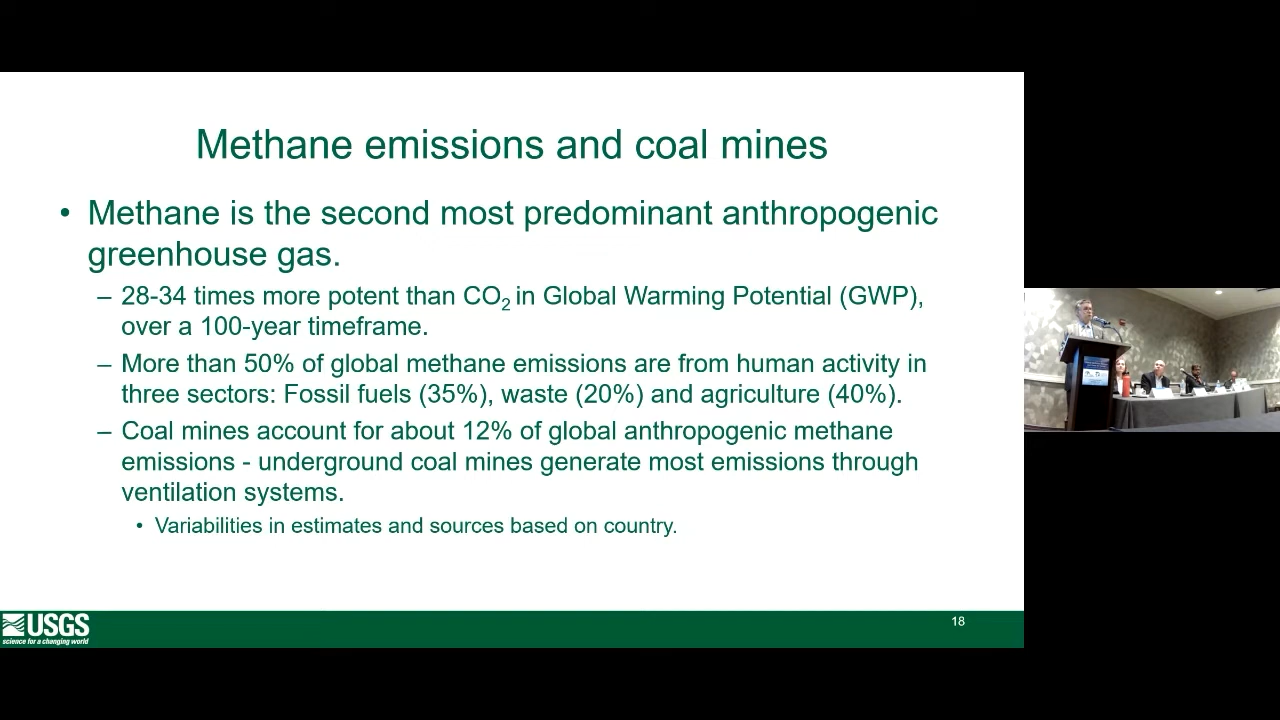 Methane emissions and coal mines
• Methane is the second most predominant anthropogenic
greenhouse gas.
– 28-34 times more potent than CO₂ in Global Warming Potential (GWP),
over a 100-year timeframe.
– More than 50% of global methane emissions are from human activity in
three sectors: Fossil fuels (35%), waste (20%) and agriculture (40%).
– Coal mines account for about 12% of global anthropogenic methane
emissions - underground coal mines generate most emissions through
ventilation systems.
• Variabilities in estimates and sources based on country.
USGS
science for a changing world
18